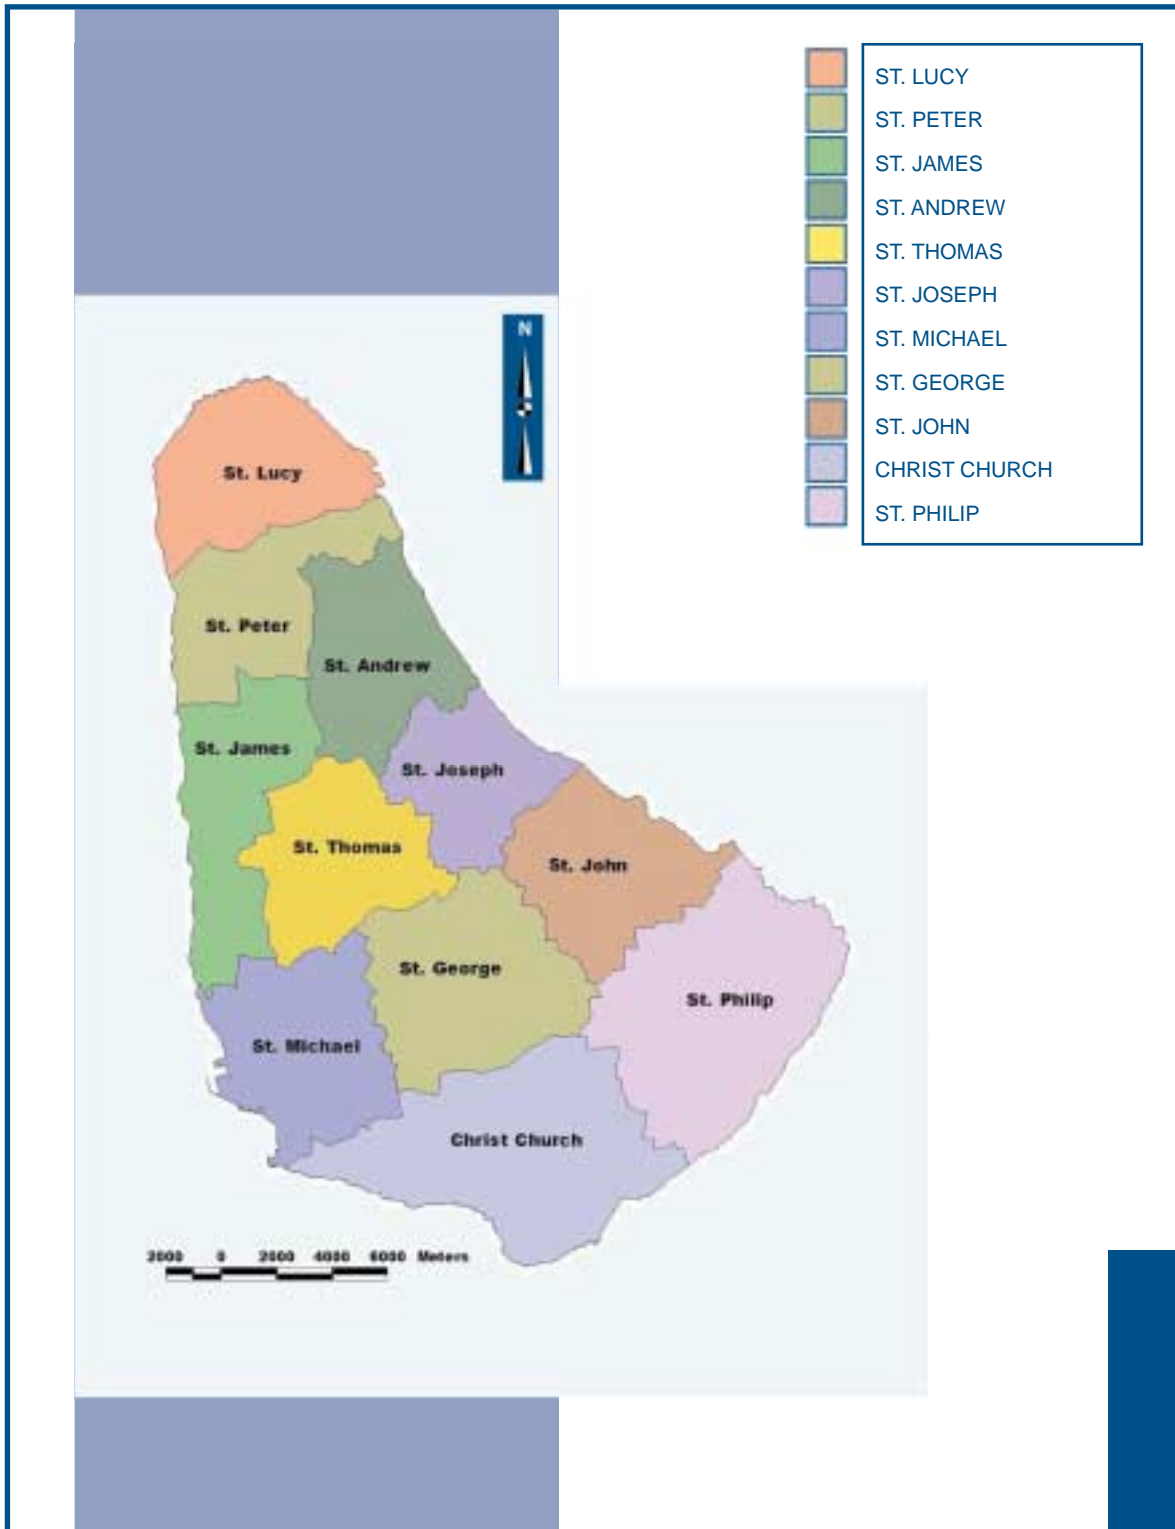 ST. LUCY
ST. PETER
ST. JAMES
ST. ANDREW
ST. THOMAS
ST. JOSEPH
ST. MICHAEL
ST. GEORGE
ST. JOHN
CHRIST CHURCH
ST. PHILIP
N
St. Lucy
St. Peter
St. Andrew
St. James
St. Joseph
St. Thomas
St. John
St. George
St. Philip
St. Michael
Christ Church
2000 0 2000 4000 6000 Meters